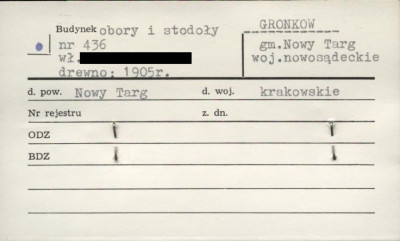 Budynek obory i stodoły
GRONKOW
nr 436
gm.Nowy Targ
wł.
woj.nowosądeckie
drewno: 1905r.
d. pow. Nowy Targ d. woj. krakowskie
Nr rejestru z. dn.
ODZ
BDZ